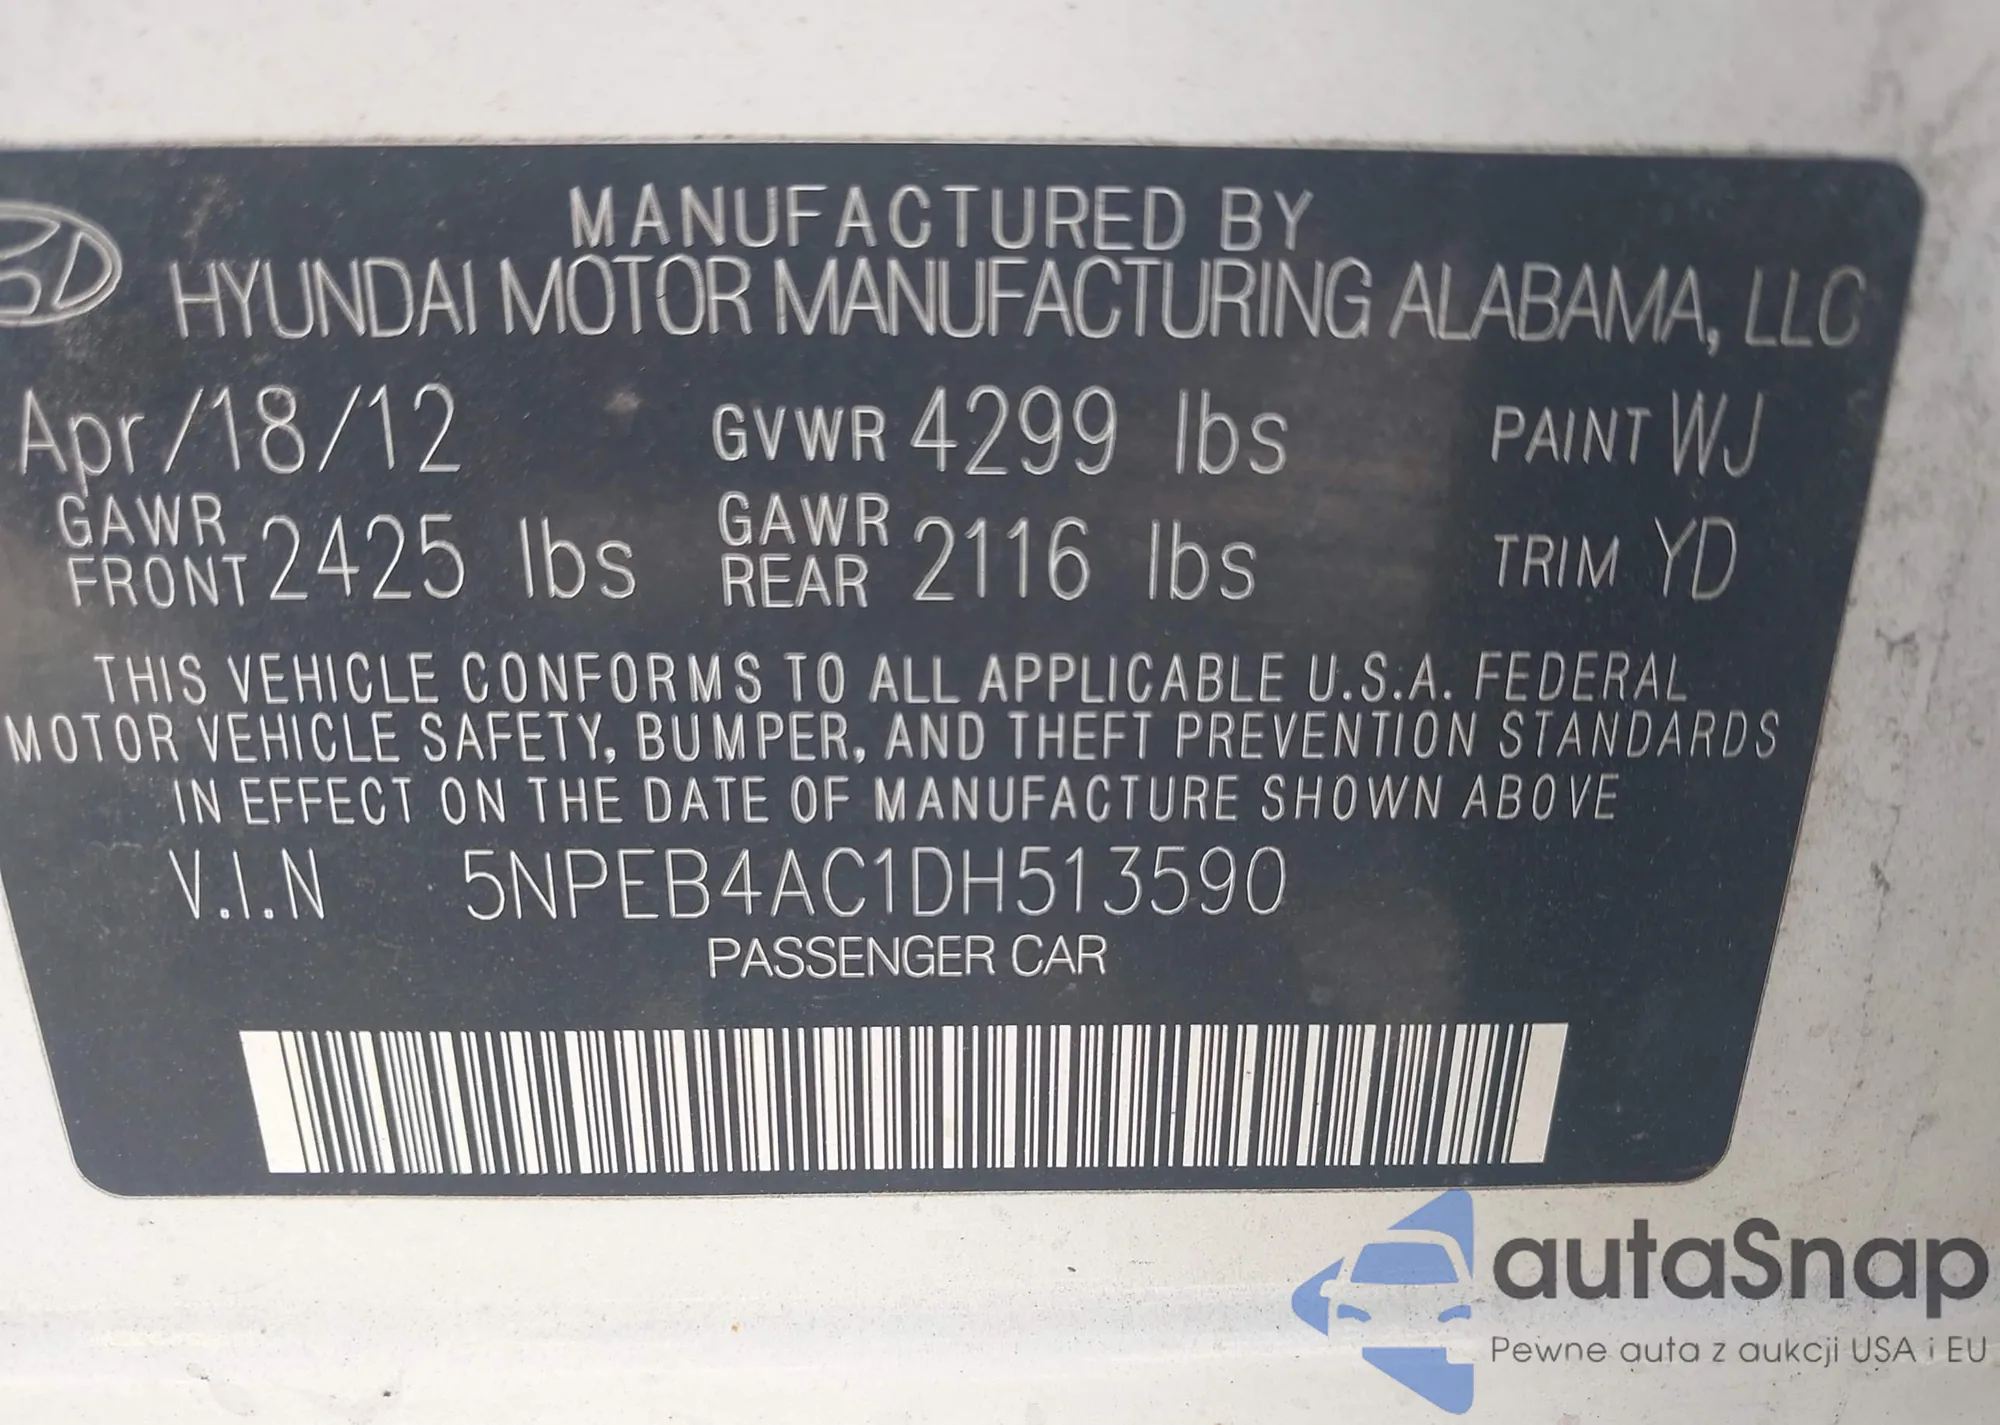 MANUFACTURED BY
HYUNDAI MOTOR MANUFACTURING ALABAMA, LLC
Apr/18/12 GVWR 4299 lbs PAINT WJ
GAWR FRONT 2425 lbs GAWR REAR 2116 lbs TRIM YD
THIS VEHICLE CONFORMS TO ALL APPLICABLE U.S.A. FEDERAL
MOTOR VEHICLE SAFETY, BUMPER, AND THEFT PREVENTION STANDARDS
IN EFFECT ON THE DATE OF MANUFACTURE SHOWN ABOVE
V.I.N 5NPEB4AC1DH513590
PASSENGER CAR
autaSnap
Pewne auta z aukcji USA i EU